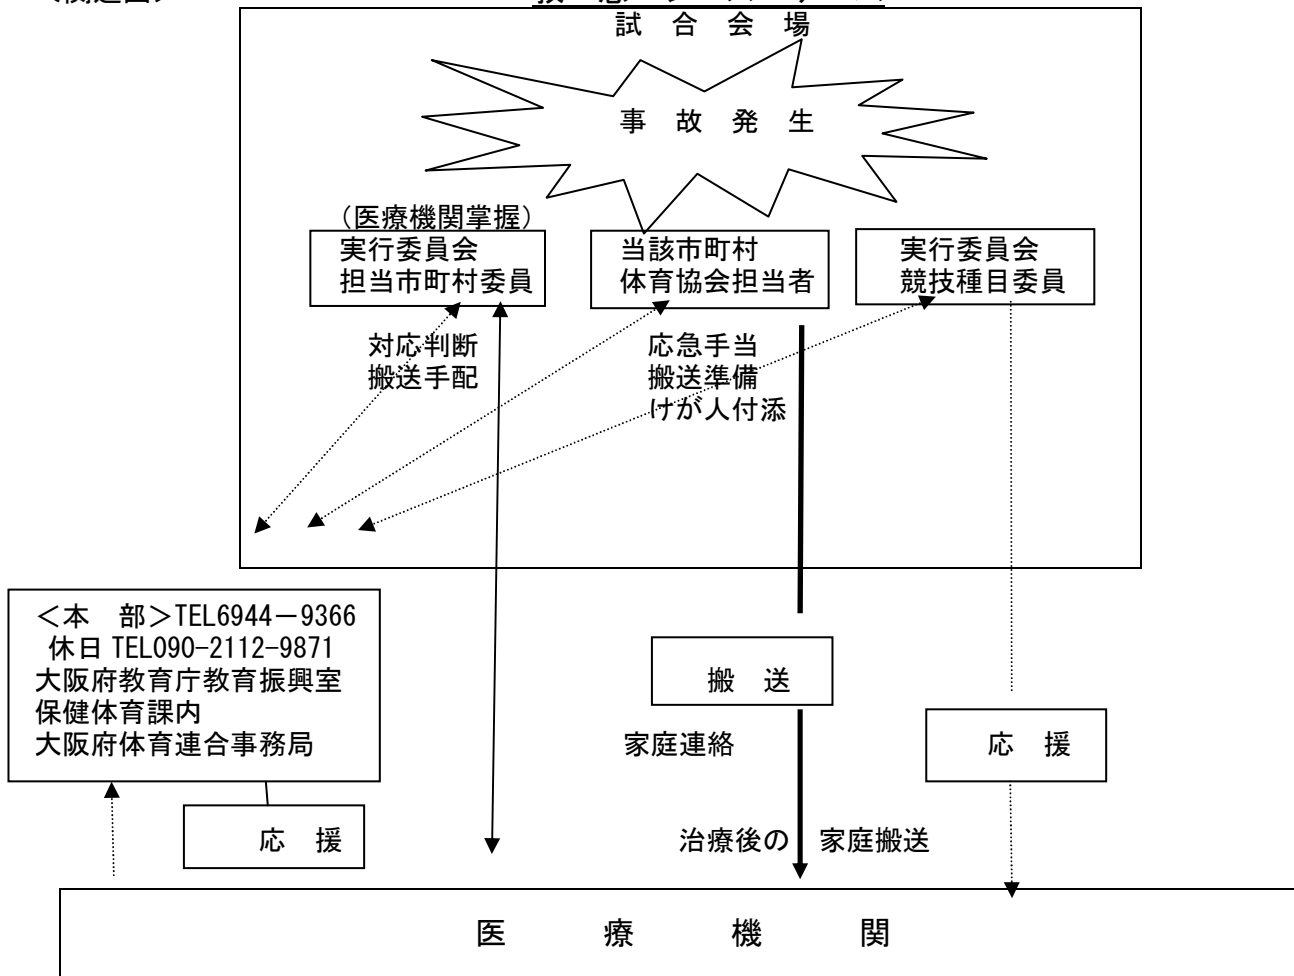 試　合　会　場
事　故　発　生
（医療機関掌握）
実行委員会
担当市町村委員
当該市町村
体育協会担当者
実行委員会
競技種目委員
対応判断
搬送手配
応急手当
搬送準備
けが人付添
＜本　部＞TEL6944－9366
休日 TEL090-2112-9871
大阪府教育庁教育振興室
保健体育課内
大阪府体育連合事務局
搬　送
家庭連絡
応　援
応　援
治療後の　家庭搬送
医　療　機　関